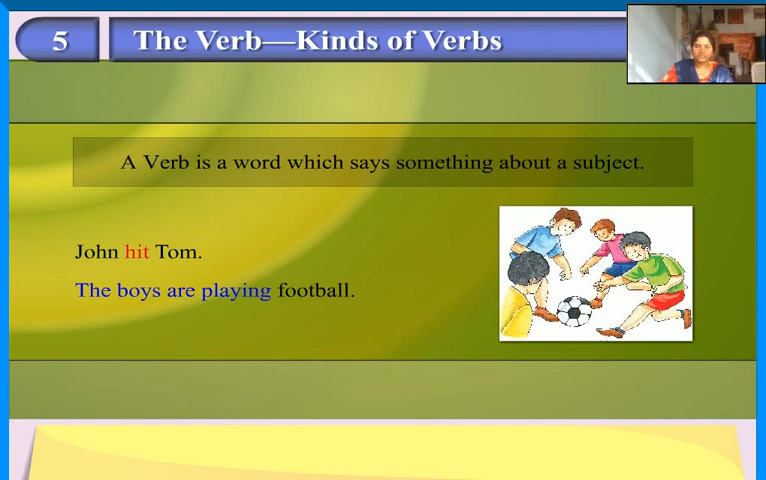 5
The Verb—Kinds of Verbs
A Verb is a word which says something about a subject.
John hit Tom.
The boys are playing football.